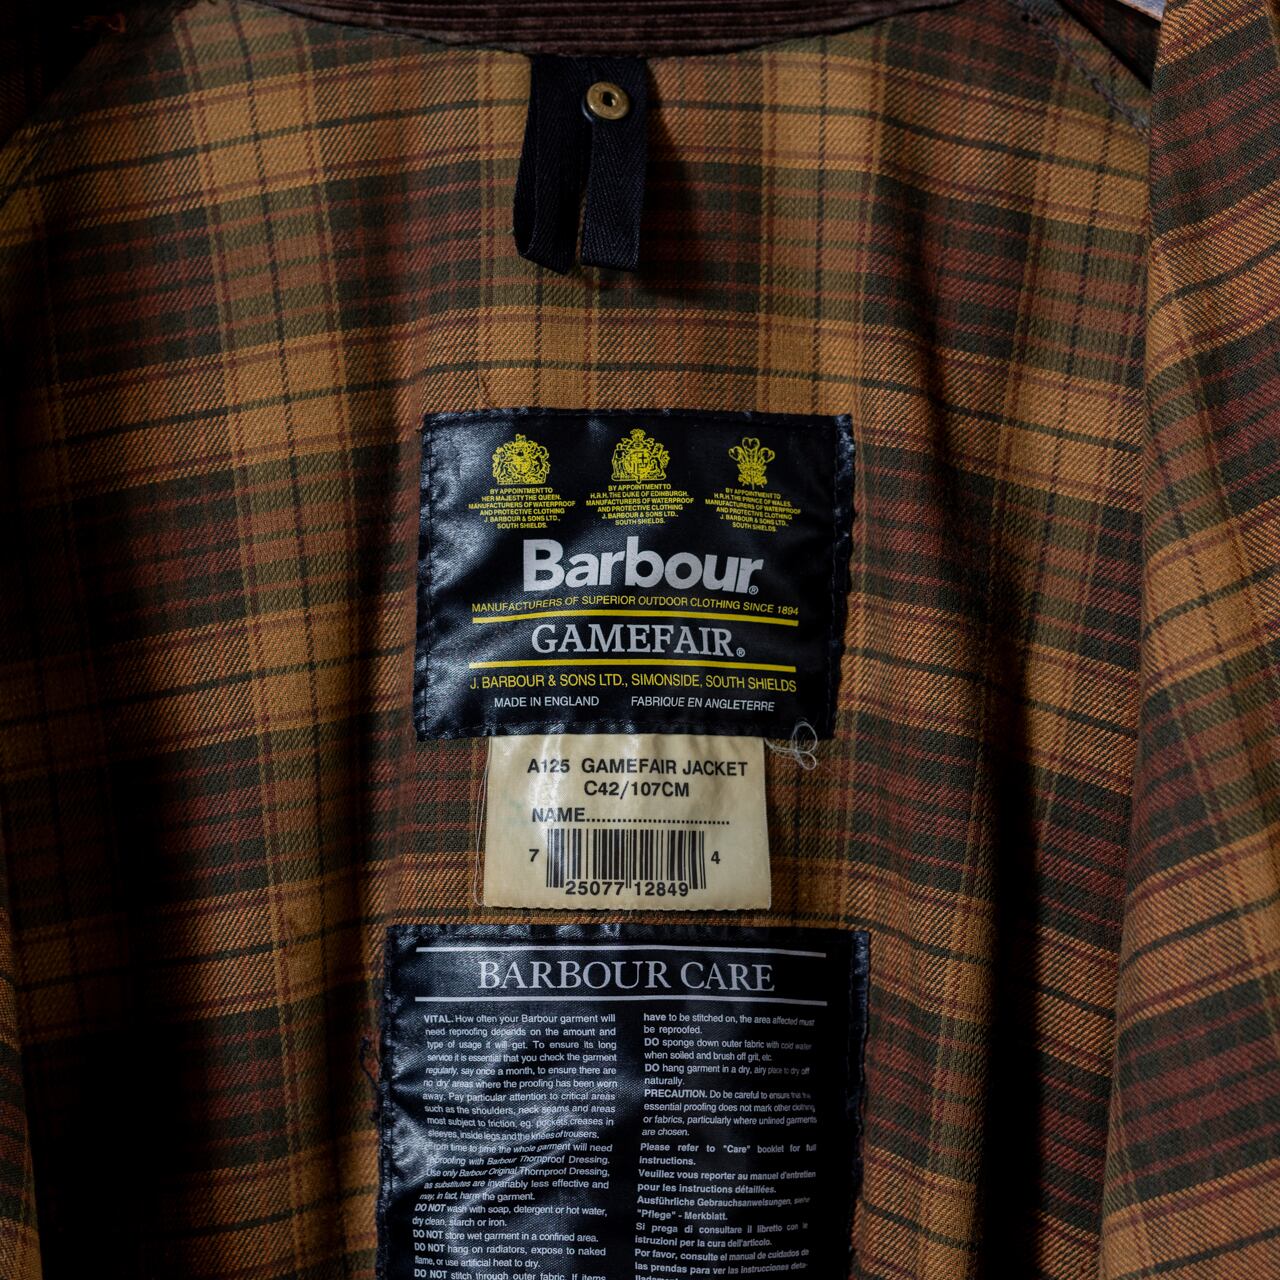 BY APPOINTMENT TO
HER MAJESTY THE QUEEN.
MANUFACTURERS OF WATERPROOF
AND PROTECTIVE CLOTHING
J. BARBOUR & SONS LTD.,
SOUTH SHIELDS.
BY APPOINTMENT TO
H.R.H. THE DUKE OF EDINBURGH.
MANUFACTURERS OF WATERPROOF
AND PROTECTIVE CLOTHING
J. BARBOUR & SONS LTD.,
SOUTH SHIELDS.
BY APPOINTMENT TO
H.R.H. THE PRINCE OF WALES.
MANUFACTURERS OF WATERPROOF
AND PROTECTIVE CLOTHING
J. BARBOUR & SONS LTD.,
SOUTH SHIELDS.
Barbour®
MANUFACTURERS OF SUPERIOR OUTDOOR CLOTHING SINCE 1894
GAMEFAIR®
J. BARBOUR & SONS LTD., SIMONSIDE, SOUTH SHIELDS
MADE IN ENGLAND FABRIQUE EN ANGLETERRE
A125 GAMEFAIR JACKET
C42/107CM
NAME............................
7 25077 12849 4
BARBOUR CARE
VITAL. How often your Barbour garment will
need reproofing depends on the amount and
type of usage it will get. To ensure its long
service it is essential that you check the garment
regularly, say once a month, to ensure there are
no 'dry' areas where the proofing has been worn
away. Pay particular attention to critical areas
such as the shoulders, neck seams and areas
most subject to friction, eg. pockets, creases in
sleeves, inside legs and the knees of trousers.
From time to time the whole garment will need
reproofing with Barbour Thornproof Dressing.
Use only Barbour Original Thornproof Dressing,
as substitutes are invariably less effective and
may, in fact, harm the garment.
DO NOT wash with soap, detergent or hot water,
dry clean, starch or iron.
DO NOT store wet garment in a confined area.
DO NOT hang on radiators, expose to naked
flame, or use artificial heat to dry.
DO NOT stitch through outer fabric. If items
have to be stitched on, the area affected must
be reproofed.
DO sponge down outer fabric with cold water
when soiled and brush off grit, etc.
DO hang garment in a dry, airy place to dry off
naturally.
PRECAUTION. Do be careful to ensure this
essential proofing does not mark other clothing
or fabrics, particularly where unlined garments
are chosen.
Please refer to "Care" booklet for full
instructions.
Veuillez vous reporter au manuel d'entretien
pour les instructions détaillées.
Ausführliche Gebrauchsanweisungen, siehe
"Pflege" - Merkblatt.
Si prega di consultare il libretto con le
istruzioni per la cura dell'articolo.
Por favor, consulte el manual de cuidados de
las prendas para ver las instrucciones deta-